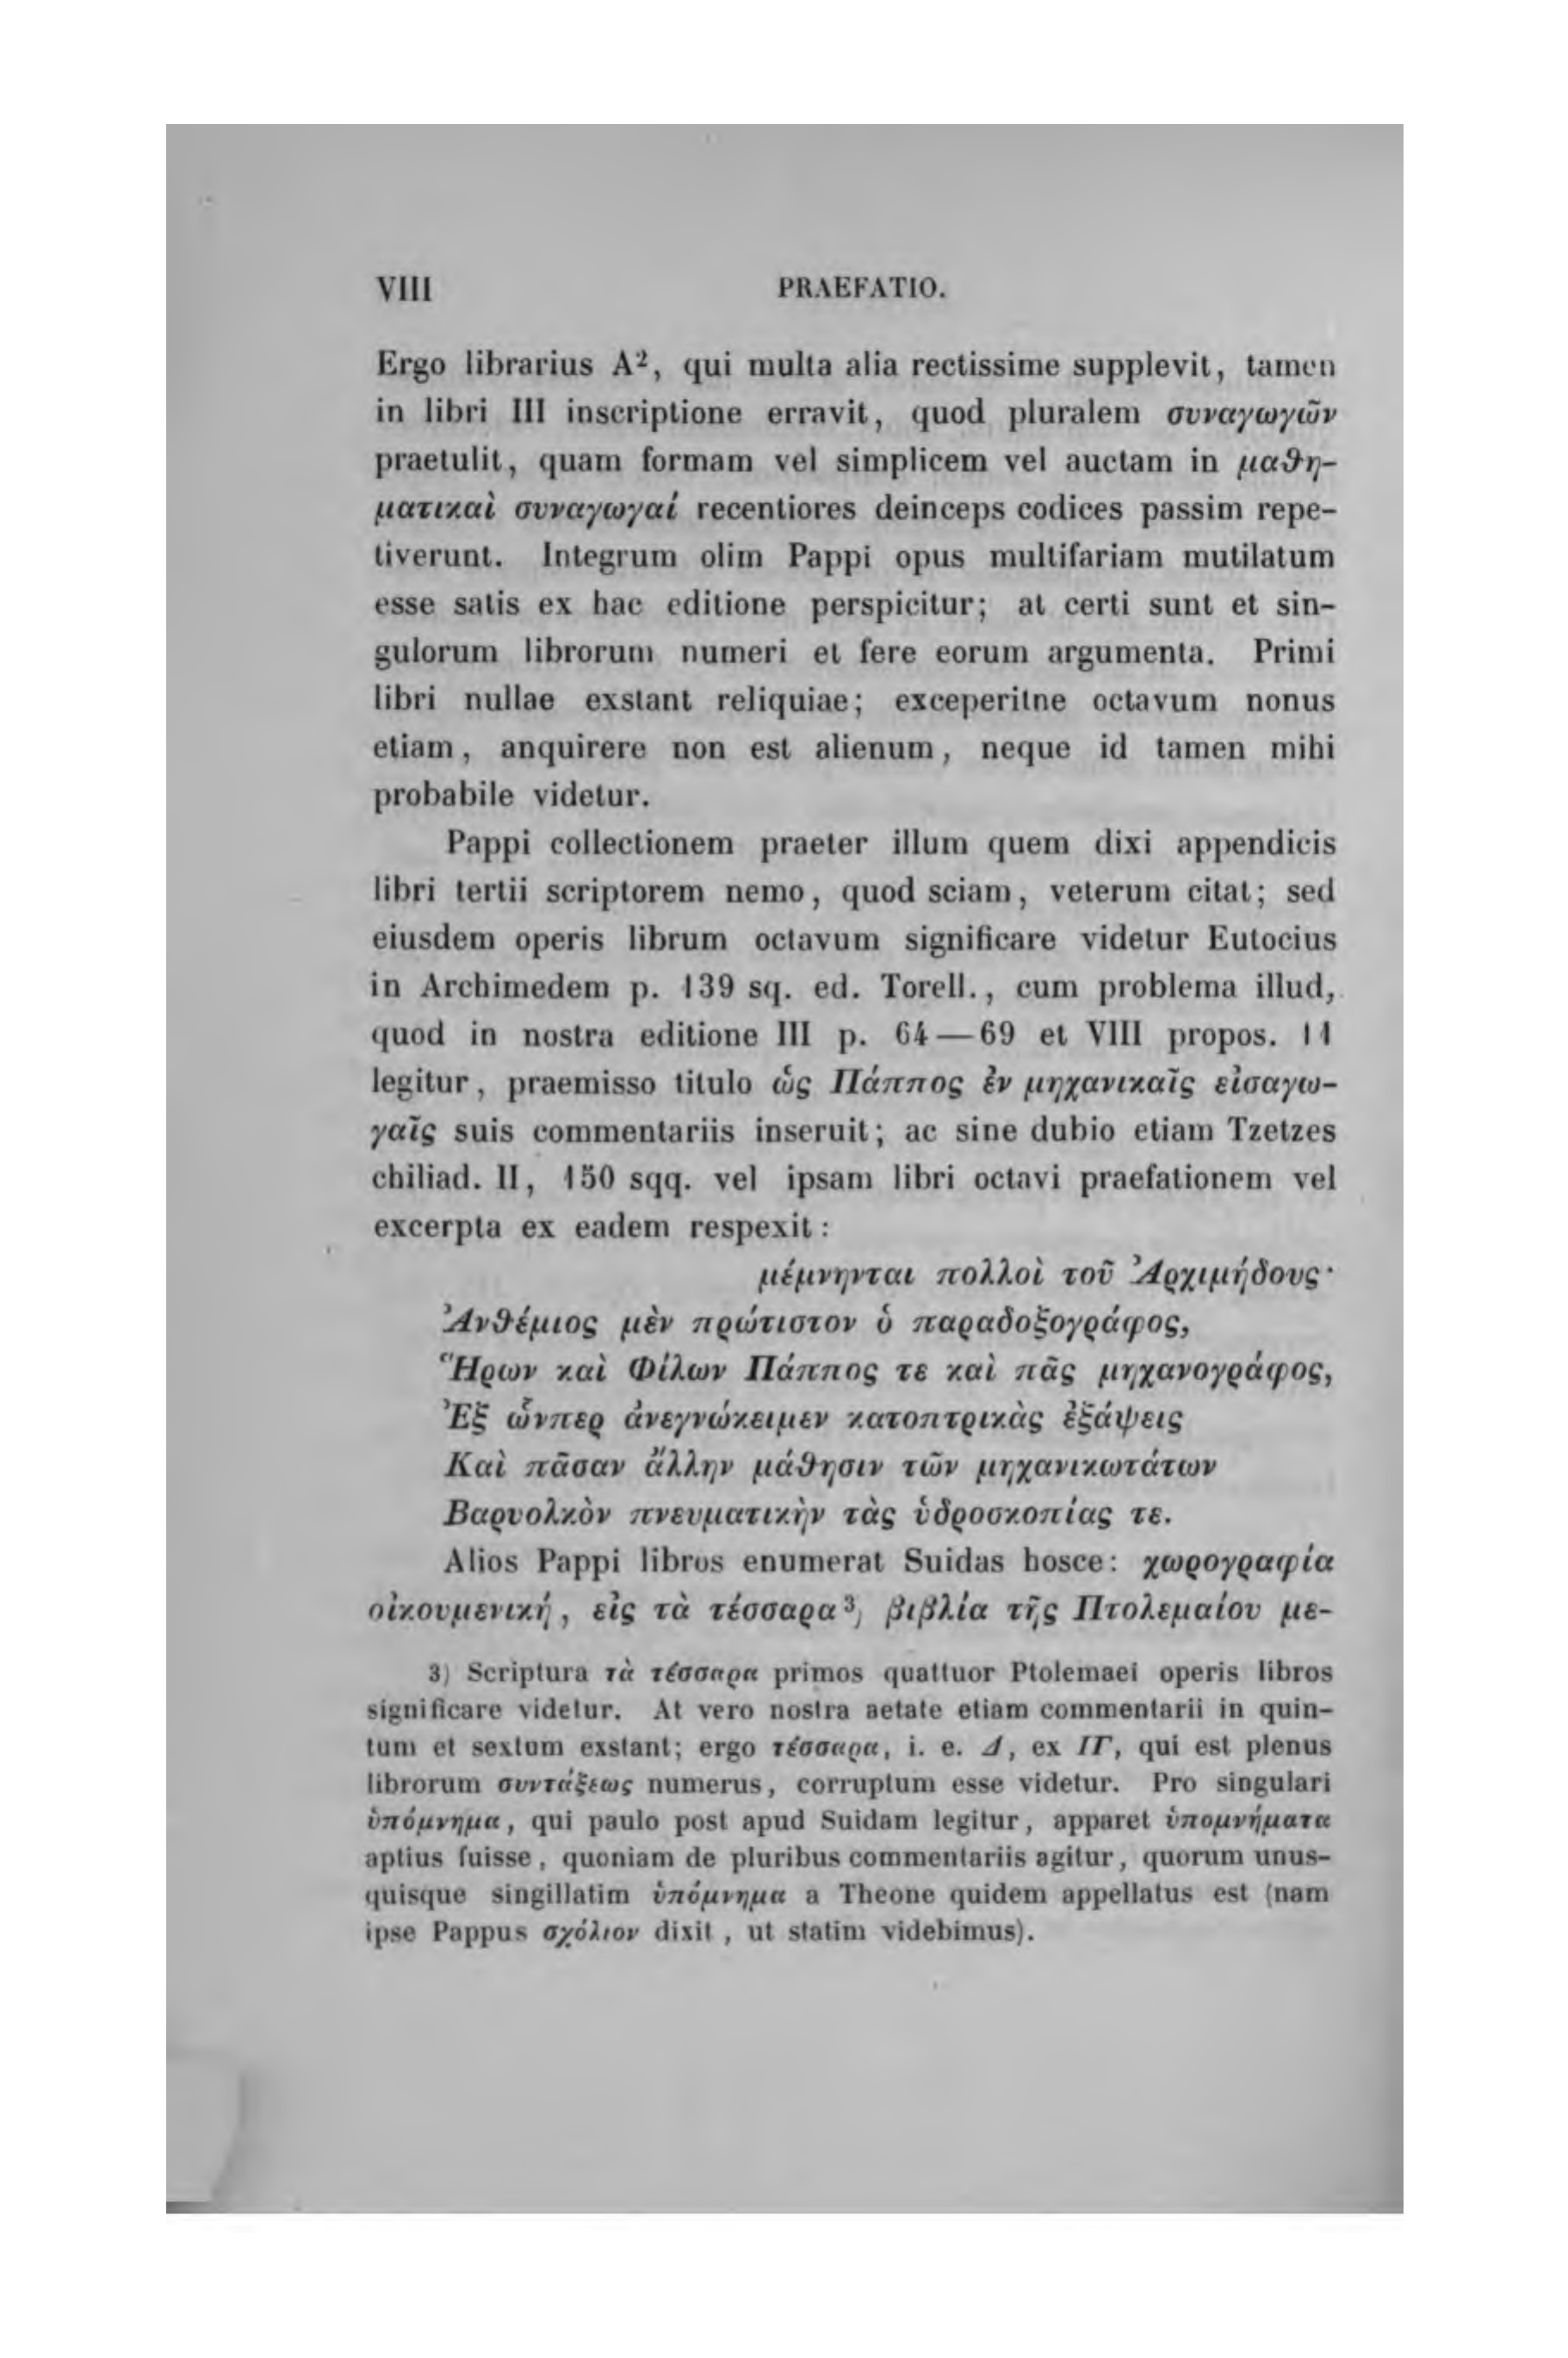 VIII PRAEFATIO.
Ergo librarius A², qui multa alia rectissime supplevit, tamen
in libri III inscriptione erravit, quod pluralem συναγωγῶν
praetulit, quam formam vel simplicem vel auctam in μαθη-
ματικαὶ συναγωγαί recentiores deinceps codices passim repe-
tiverunt. Integrum olim Pappi opus multifariam mutilatum
esse satis ex hac editione perspicitur; at certi sunt et sin-
gulorum librorum numeri et fere eorum argumenta. Primi
libri nullae exstant reliquiae; exceperitne octavum nonus
etiam, anquirere non est alienum, neque id tamen mihi
probabile videtur.
Pappi collectionem praeter illum quem dixi appendicis
libri tertii scriptorem nemo, quod sciam, veterum citat; sed
eiusdem operis librum octavum significare videtur Eutocius
in Archimedem p. 139 sq. ed. Torell., cum problema illud,
quod in nostra editione III p. 64—69 et VIII propos. 11
legitur, praemisso titulo ὡς Πάππος ἐν μηχανικαῖς εἰσαγω-
γαῖς suis commentariis inseruit; ac sine dubio etiam Tzetzes
chiliad. II, 150 sqq. vel ipsam libri octavi praefationem vel
excerpta ex eadem respexit:
μέμνηνται πολλοὶ τοῦ Ἀρχιμήδους·
Ἀνθέμιος μὲν πρώτιστον ὁ παραδοξογράφος,
Ἥρων καὶ Φίλων Πάππος τε καὶ πᾶς μηχανογράφος,
Ἐξ ὧνπερ ἀνεγνώκειμεν κατοπτρικὰς ἐξάψεις
Καὶ πᾶσαν ἄλλην μάθησιν τῶν μηχανικωτάτων
Βαρυολκὸν πνευματικὴν τὰς ὑδροσκοπίας τε.
Alios Pappi libros enumerat Suidas hosce: χωρογραφία
οἰκουμενική, εἰς τὰ τέσσαρα³) βιβλία τῆς Πτολεμαίου με-
3) Scriptura τὰ τέσσαρα primos quattuor Ptolemaei operis libros
significare videtur. At vero nostra aetate etiam commentarii in quin-
tum et sextum exstant; ergo τέσσαρα, i. e. Δ, ex ΙΓ, qui est plenus
librorum συντάξεως numerus, corruptum esse videtur. Pro singulari
ὑπόμνημα, qui paulo post apud Suidam legitur, apparet ὑπομνήματα
aptius fuisse, quoniam de pluribus commentariis agitur, quorum unus-
quisque singillatim ὑπόμνημα a Theone quidem appellatus est (nam
ipse Pappus σχόλιον dixit, ut statim videbimus).